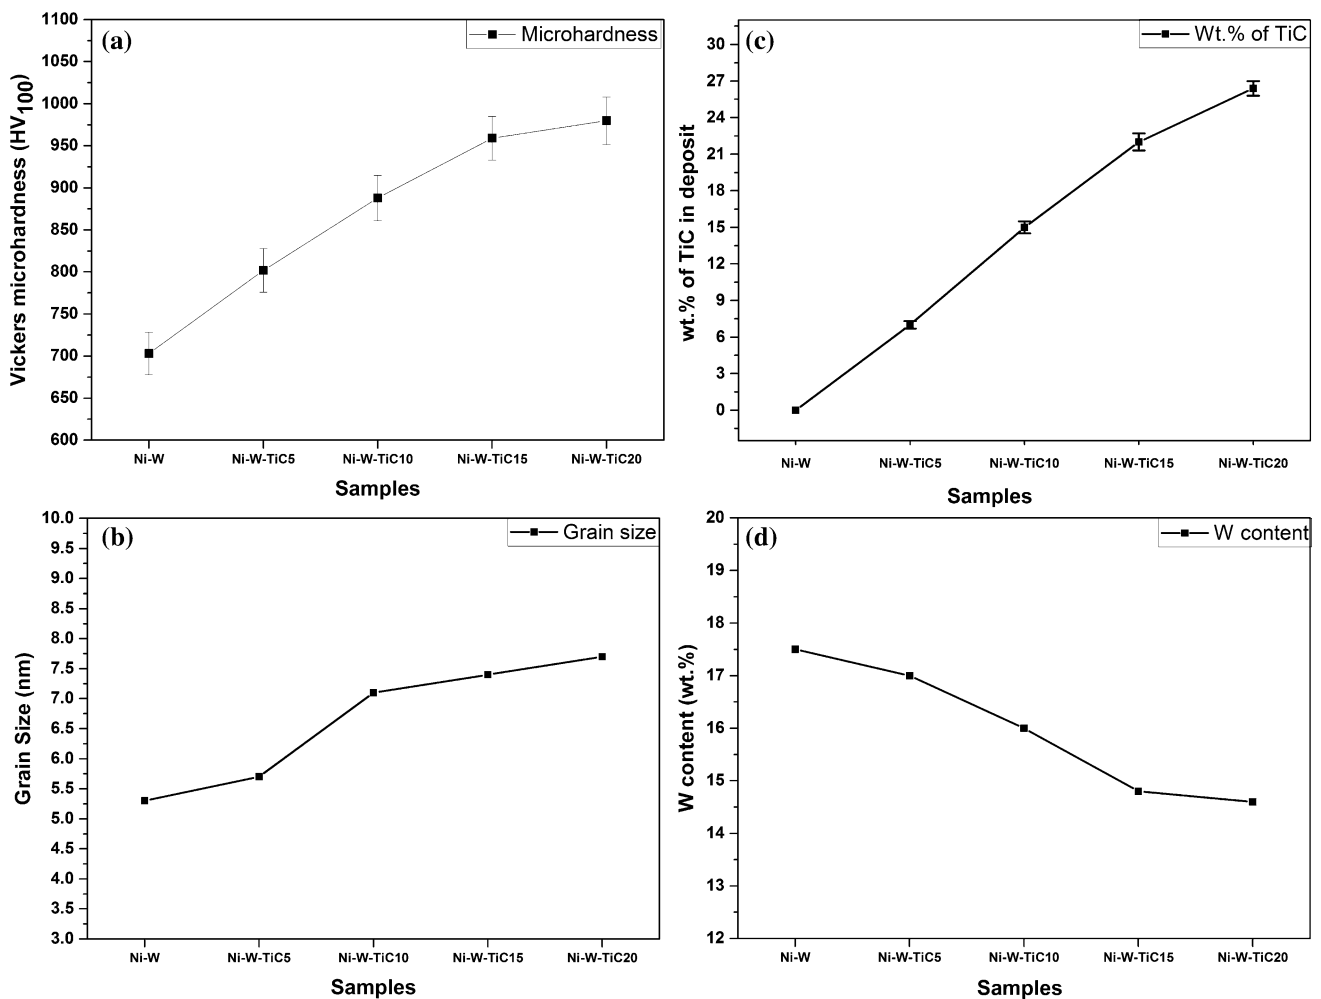 (a)
Microhardness
1100
1050
1000
950
900
850
800
750
700
650
600
Vickers microhardness (HV100)
Ni-W Ni-W-TiC5 Ni-W-TiC10 Ni-W-TiC15 Ni-W-TiC20
Samples
(c)
Wt.% of TiC
30
27
24
21
18
15
12
9
6
3
0
wt.% of TiC in deposit
Ni-W Ni-W-TiC5 Ni-W-TiC10 Ni-W-TiC15 Ni-W-TiC20
Samples
(b)
Grain size
10.0
9.5
9.0
8.5
8.0
7.5
7.0
6.5
6.0
5.5
5.0
4.5
4.0
3.5
3.0
Grain Size (nm)
Ni-W Ni-W-TiC5 Ni-W-TiC10 Ni-W-TiC15 Ni-W-TiC20
Samples
(d)
W content
20
19
18
17
16
15
14
13
12
W content (wt.%)
Ni-W Ni-W-TiC5 Ni-W-TiC10 Ni-W-TiC15 Ni-W-TiC20
Samples